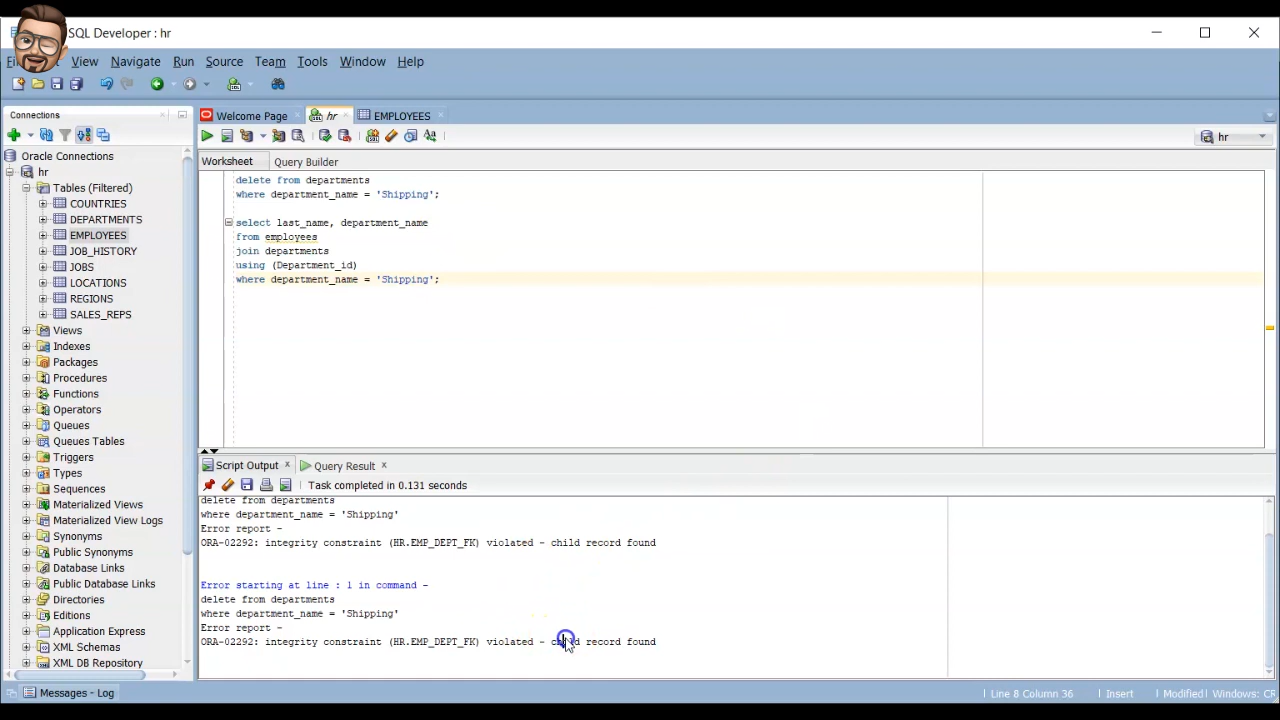 SQL Developer : hr
View Navigate Run Source Team Tools Window Help
Connections
Welcome Page hr EMPLOYEES
hr
Worksheet Query Builder
Oracle Connections
hr
Tables (Filtered)
COUNTRIES
DEPARTMENTS
EMPLOYEES
JOB_HISTORY
JOBS
LOCATIONS
REGIONS
SALES_REPS
Views
Indexes
Packages
Procedures
Functions
Operators
Queues
Queues Tables
Triggers
Types
Sequences
Materialized Views
Materialized View Logs
Synonyms
Public Synonyms
Database Links
Public Database Links
Directories
Editions
Application Express
XML Schemas
XML DB Repository
delete from departments
where department_name = 'Shipping';
select last_name, department_name
from employees
join departments
using (Department_id)
where department_name = 'Shipping';
Script Output Query Result
Task completed in 0.131 seconds
delete from departments
where department_name = 'Shipping'
Error report -
ORA-02292: integrity constraint (HR.EMP_DEPT_FK) violated - child record found
Error starting at line : 1 in command -
delete from departments
where department_name = 'Shipping'
Error report -
ORA-02292: integrity constraint (HR.EMP_DEPT_FK) violated - child record found
Messages - Log
Line 8 Column 36 Insert Modified Windows: CR